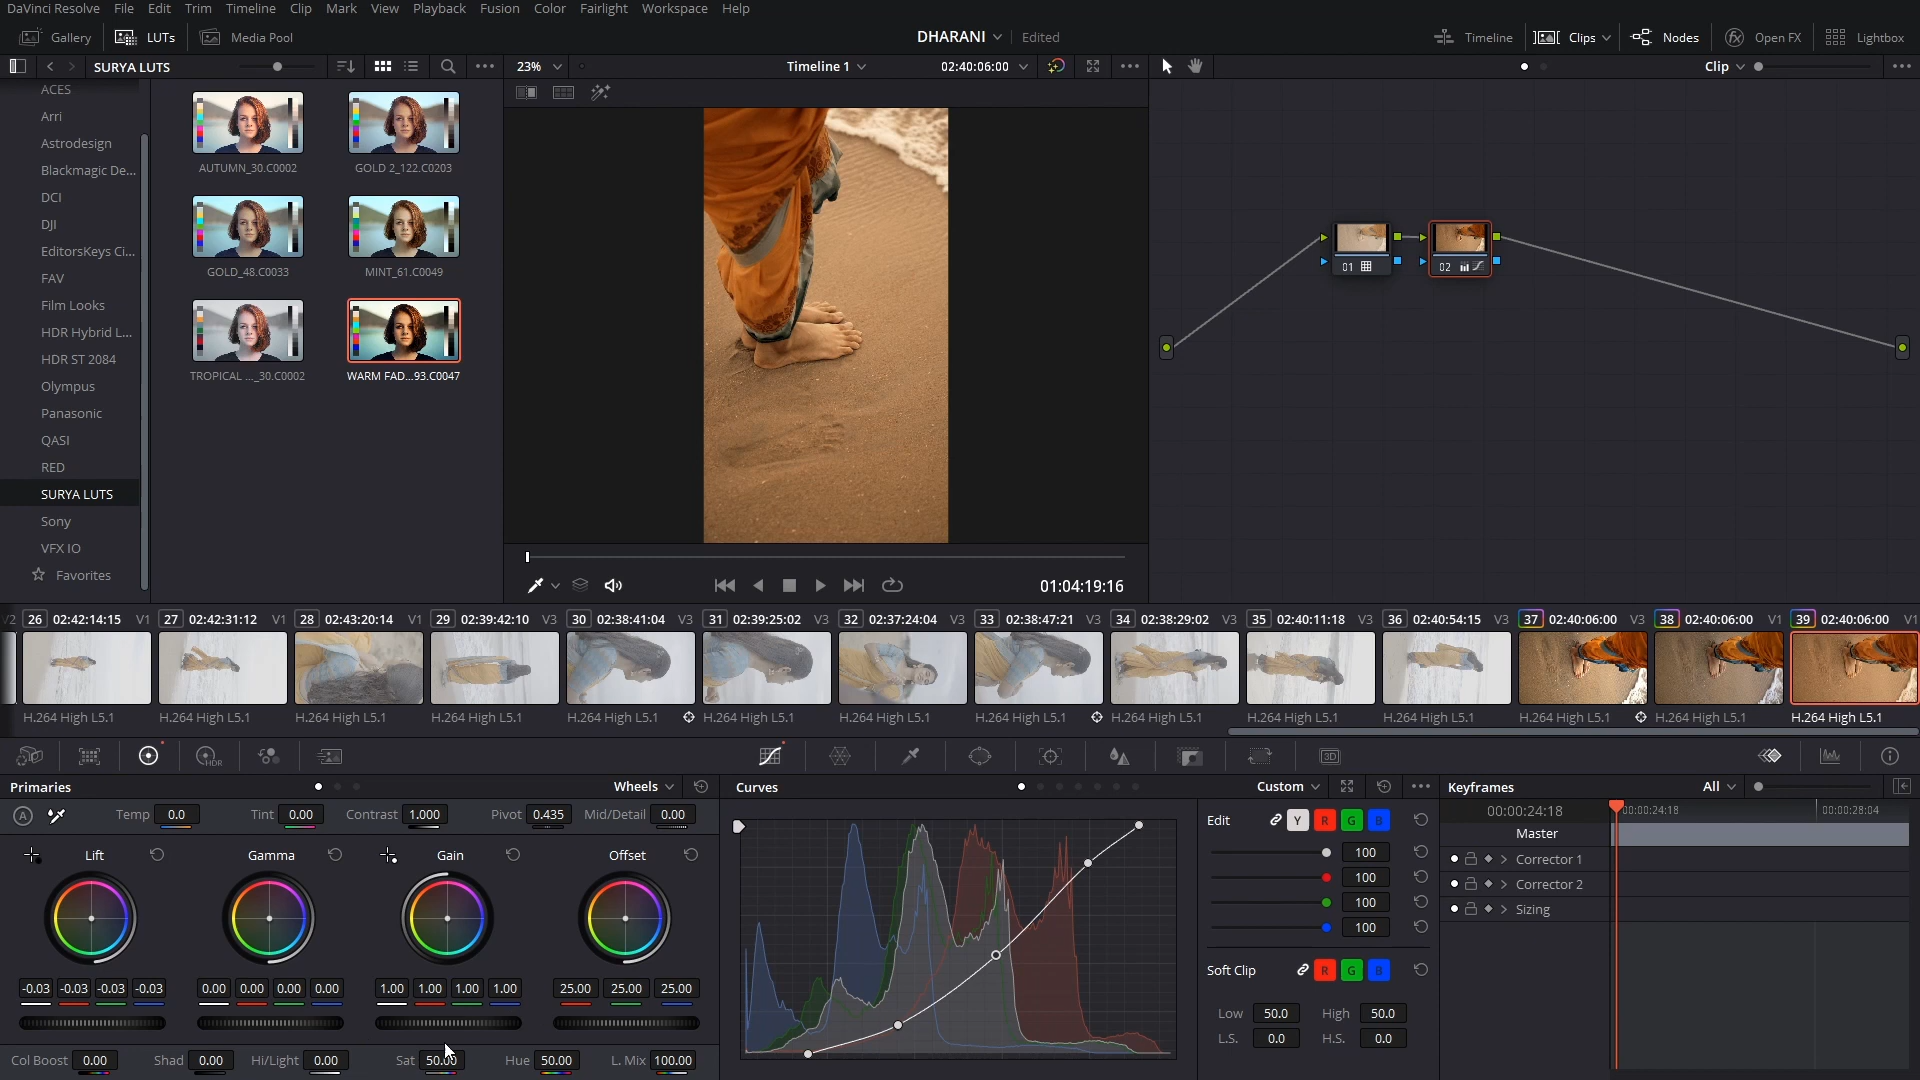 DaVinci Resolve File Edit Trim Timeline Clip Mark View Playback Fusion Color Fairlight Workspace Help
Gallery LUTs Media Pool DHARANI Edited Timeline Clips Nodes Open FX Lightbox
SURYA LUTS 23% Timeline 1 02:40:06:00 Clip
ACES
Arri
Astrodesign
Blackmagic De...
DCI
DJI
EditorsKeys Ci...
FAV
Film Looks
HDR Hybrid L...
HDR ST 2084
Olympus
Panasonic
QASI
RED
SURYA LUTS
Sony
VFX IO
Favorites
AUTUMN_30.C0002 GOLD 2_122.C0203
GOLD_48.C0033 MINT_61.C0049
TROPICAL ..._30.C0002 WARM FAD...93.C0047
01 02
01:04:19:16
V2 26 02:42:14:15 V1 27 02:42:31:12 V1 28 02:43:20:14 V1 29 02:39:42:10 V3 30 02:38:41:04 V3 31 02:39:25:02 V3 32 02:37:24:04 V3 33 02:38:47:21 V3 34 02:38:29:02 V3 35 02:40:11:18 V3 36 02:40:54:15 V3 37 02:40:06:00 V3 38 02:40:06:00 V1 39 02:40:06:00 V1
H.264 High L5.1 H.264 High L5.1 H.264 High L5.1 H.264 High L5.1 H.264 High L5.1 H.264 High L5.1 H.264 High L5.1 H.264 High L5.1 H.264 High L5.1 H.264 High L5.1 H.264 High L5.1 H.264 High L5.1 H.264 High L5.1 H.264 High L5.1
HDR 3D
Primaries Wheels
A Temp 0.0 Tint 0.00 Contrast 1.000 Pivot 0.435 Mid/Detail 0.00
Lift Gamma Gain Offset
-0.03 -0.03 -0.03 -0.03 0.00 0.00 0.00 0.00 1.00 1.00 1.00 1.00 25.00 25.00 25.00
Col Boost 0.00 Shad 0.00 Hi/Light 0.00 Sat 50.00 Hue 50.00 L. Mix 100.00
Curves Custom
Edit Y R G B
100
100
100
100
Soft Clip R G B
Low 50.0 High 50.0
L.S. 0.0 H.S. 0.0
Keyframes All
00:00:24:18 00:00:24:18 00:00:28:04
Master
Corrector 1
Corrector 2
Sizing